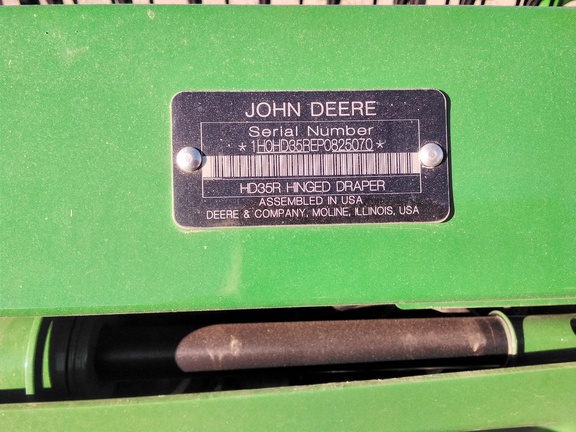 JOHN DEERE
Serial Number
*1H0HD35REP0825070*
HD35R HINGED DRAPER
ASSEMBLED IN USA
DEERE & COMPANY, MOLINE, ILLINOIS, USA